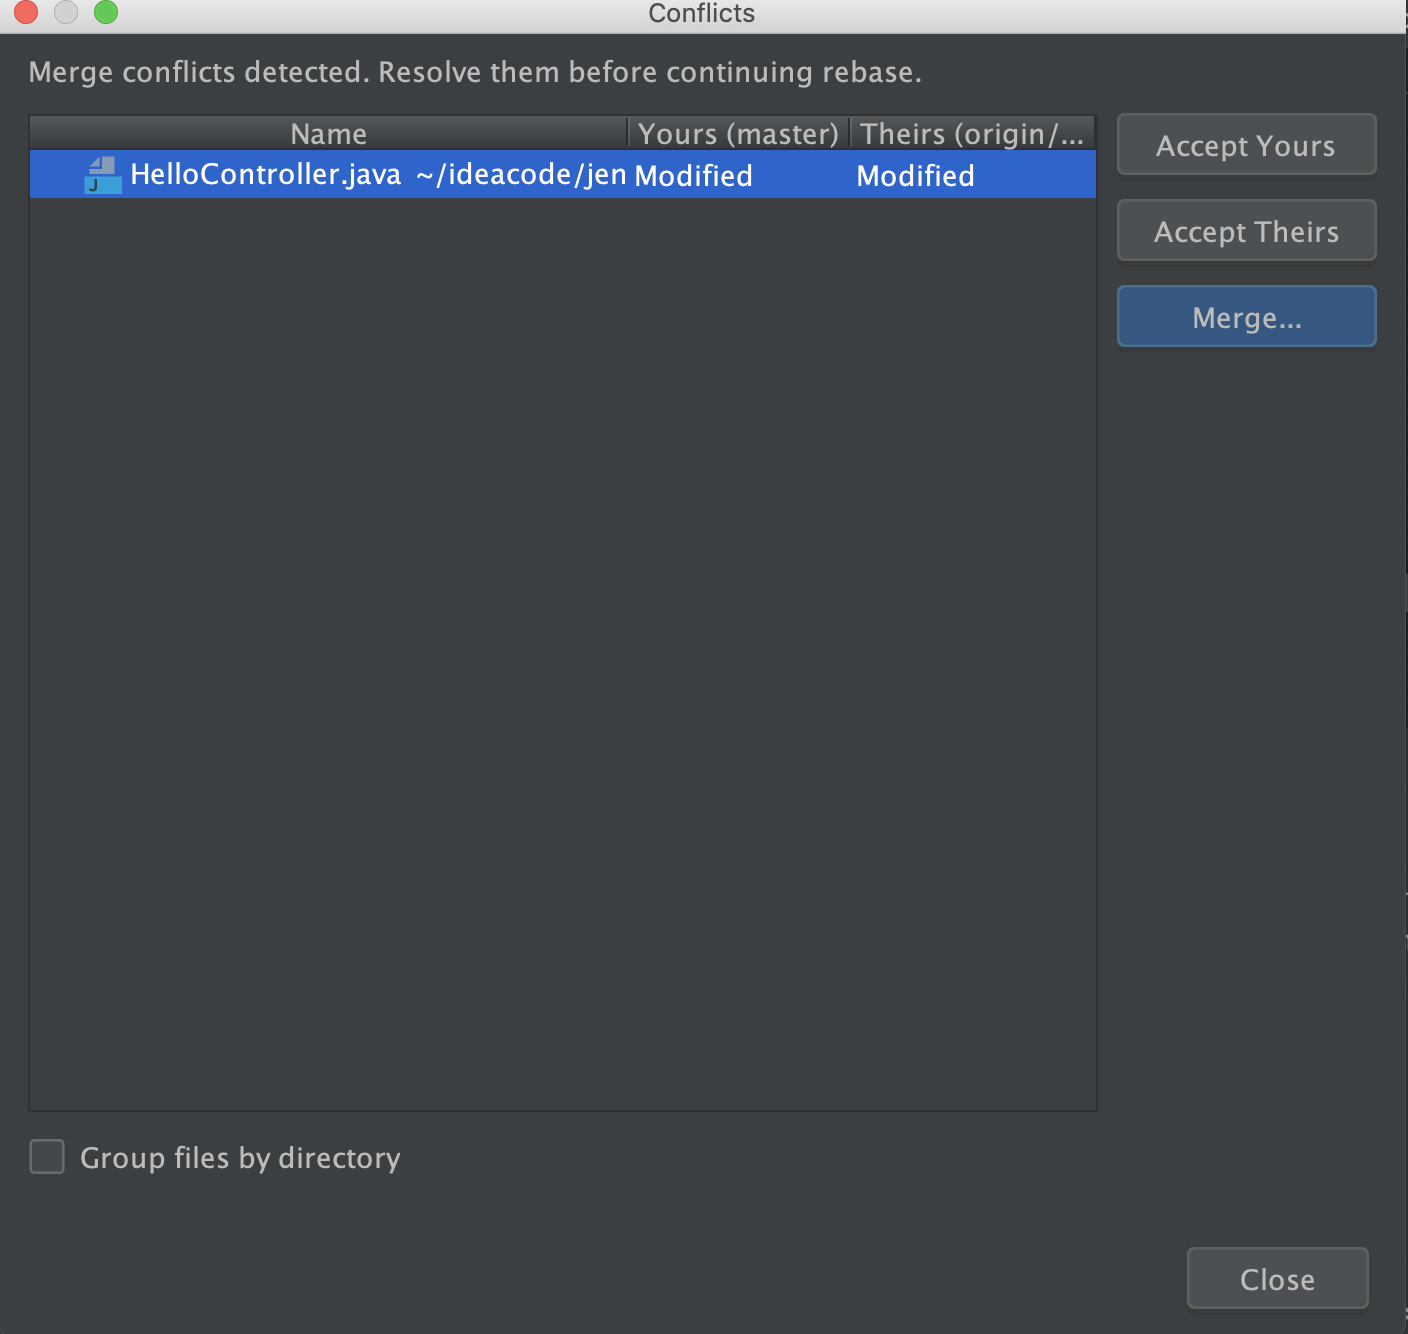 Conflicts
Merge conflicts detected. Resolve them before continuing rebase.
Name Yours (master) Theirs (origin/...
J HelloController.java ~/ideacode/jen Modified Modified
Accept Yours
Accept Theirs
Merge...
Group files by directory
Close